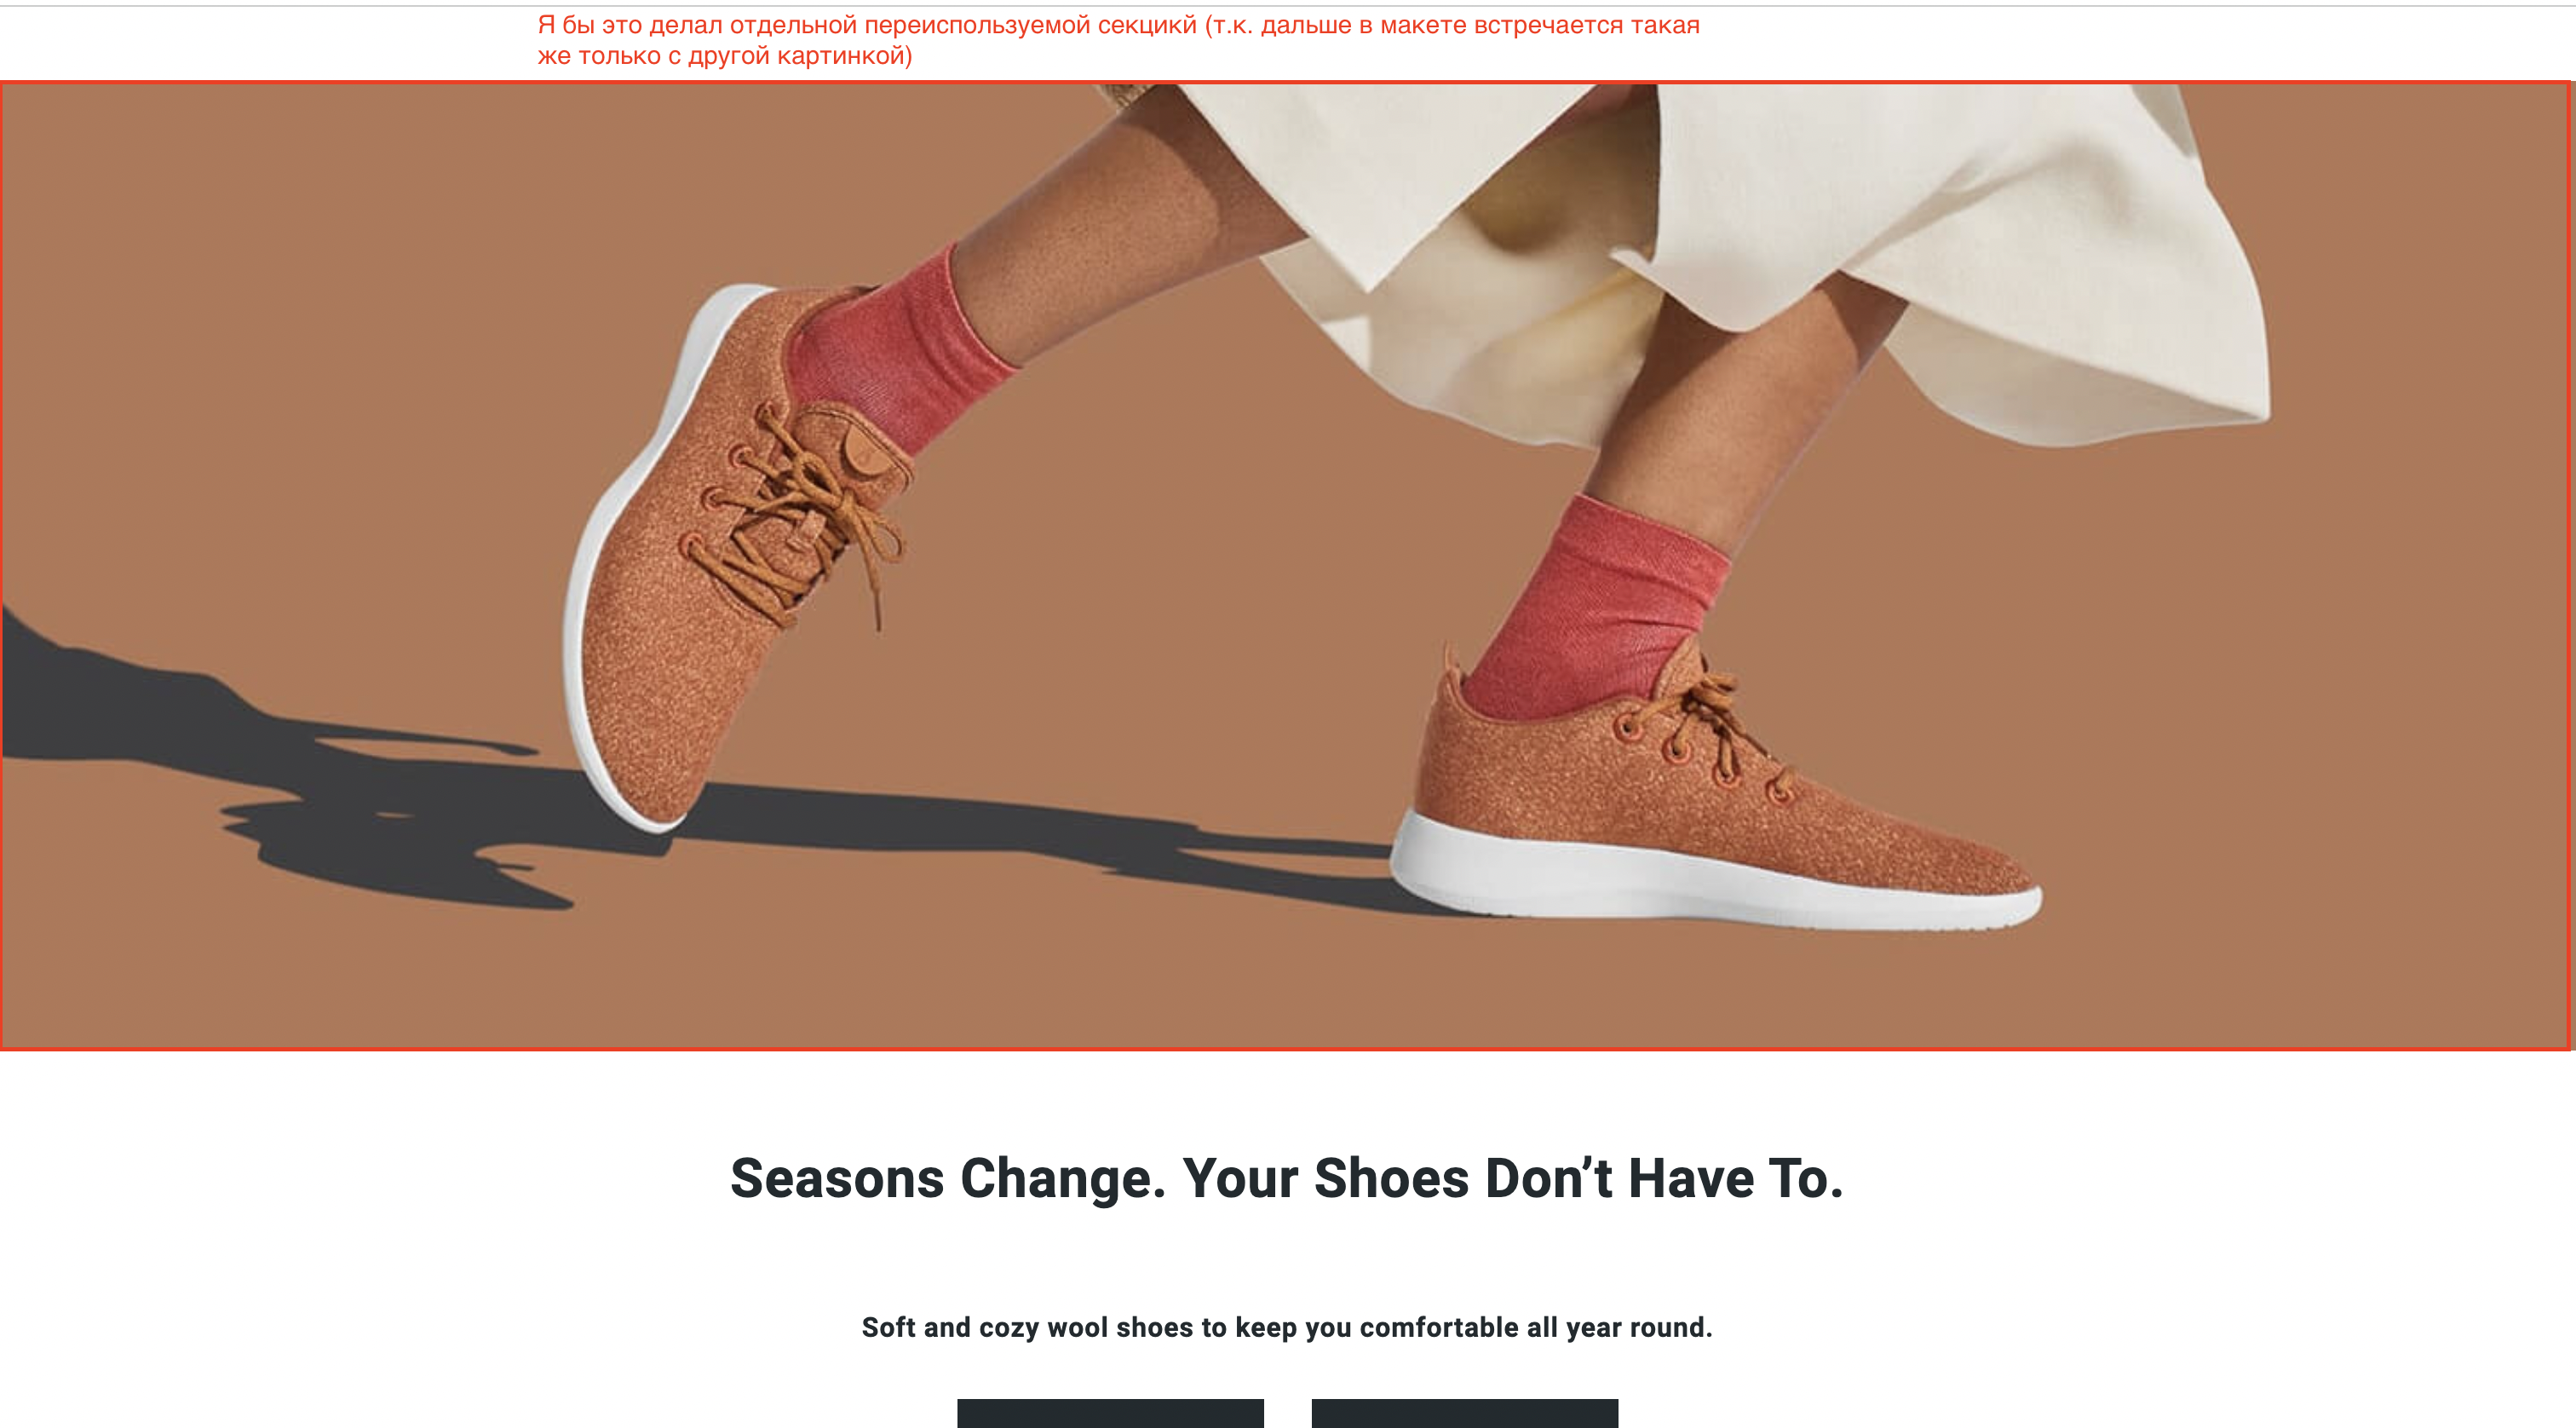 Я бы это делал отдельной переиспользуемой секцикй (т.к. дальше в макете встречается такая
же только с другой картинкой)
Seasons Change. Your Shoes Don’t Have To.
Soft and cozy wool shoes to keep you comfortable all year round.